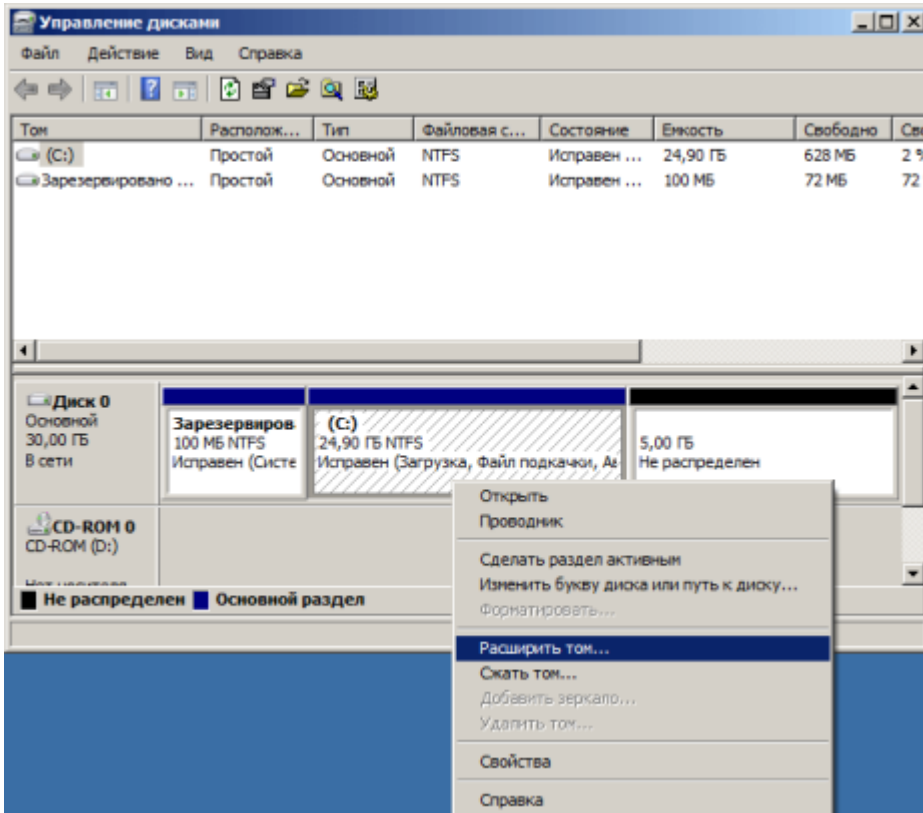 Управление дисками
Файл Действие Вид Справка
Том Располож... Тип Файловая с... Состояние Емкость Свободно Сво
(C:) Простой Основной NTFS Исправен ... 24,90 ГБ 628 МБ 2 %
Зарезервировано ... Простой Основной NTFS Исправен ... 100 МБ 72 МБ 72
Диск 0
Основной
30,00 ГБ
В сети
Зарезервиров
100 МБ NTFS
Исправен (Систе
(C:)
24,90 ГБ NTFS
Исправен (Загрузка, Файл подкачки, Ав
5,00 ГБ
Не распределен
CD-ROM 0
CD-ROM (D:)
Нет носителя
Не распределен Основной раздел
Открыть
Проводник
Сделать раздел активным
Изменить букву диска или путь к диску...
Форматировать...
Расширить том...
Сжать том...
Добавить зеркало...
Удалить том...
Свойства
Справка